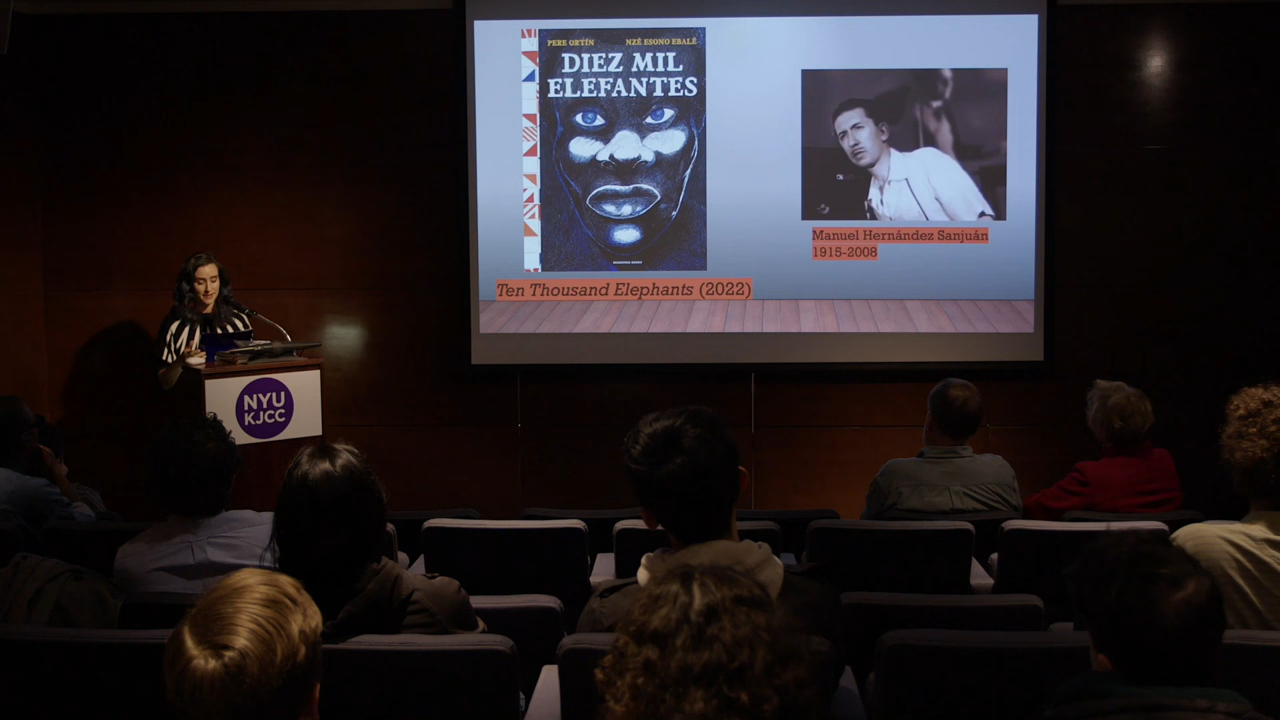 PERE ORTÍN NZÉ ESONO EBALÉ
DIEZ MIL
ELEFANTES
Manuel Hernández Sanjuán
1915-2008
Ten Thousand Elephants (2022)
NYU
KJCC